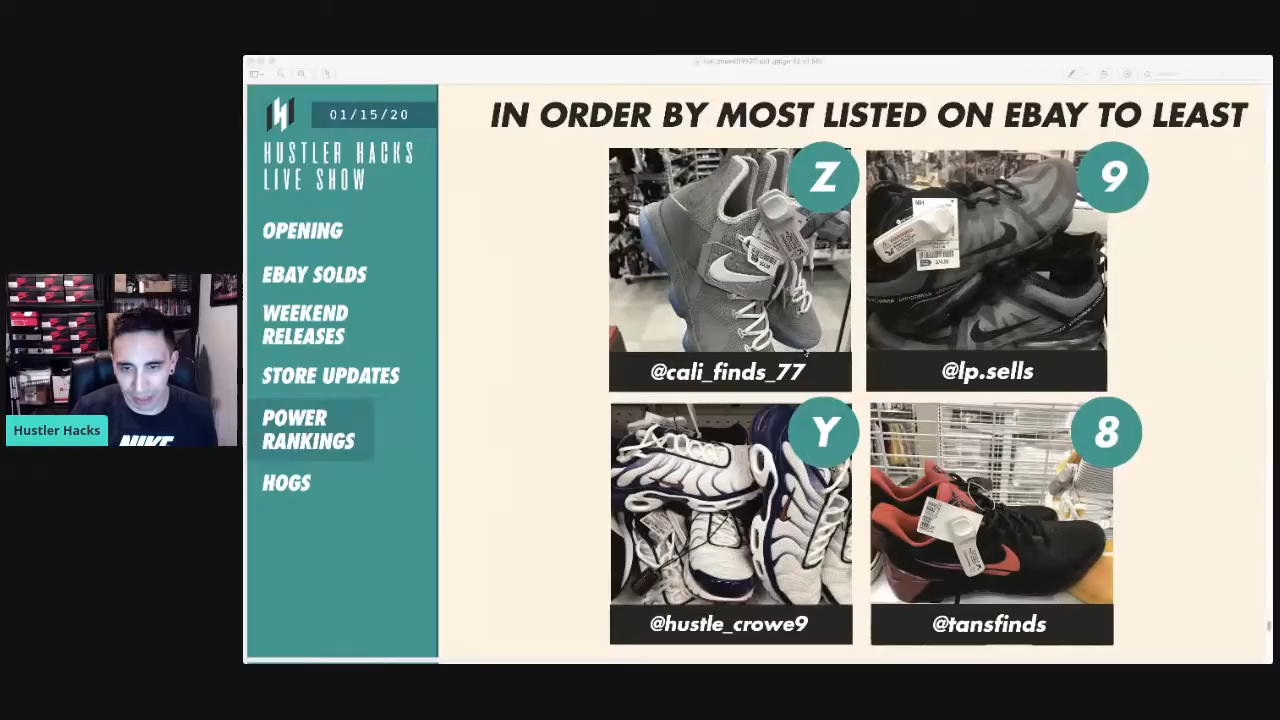 01/15/20
HUSTLER HACKS
LIVE SHOW
OPENING
EBAY SOLDS
WEEKEND
RELEASES
STORE UPDATES
POWER
RANKINGS
HOGS
IN ORDER BY MOST LISTED ON EBAY TO LEAST
Z
9
@cali_finds_77
@lp.sells
Y
8
@hustle_crowe9
@tansfinds
Hustler Hacks
NIKE